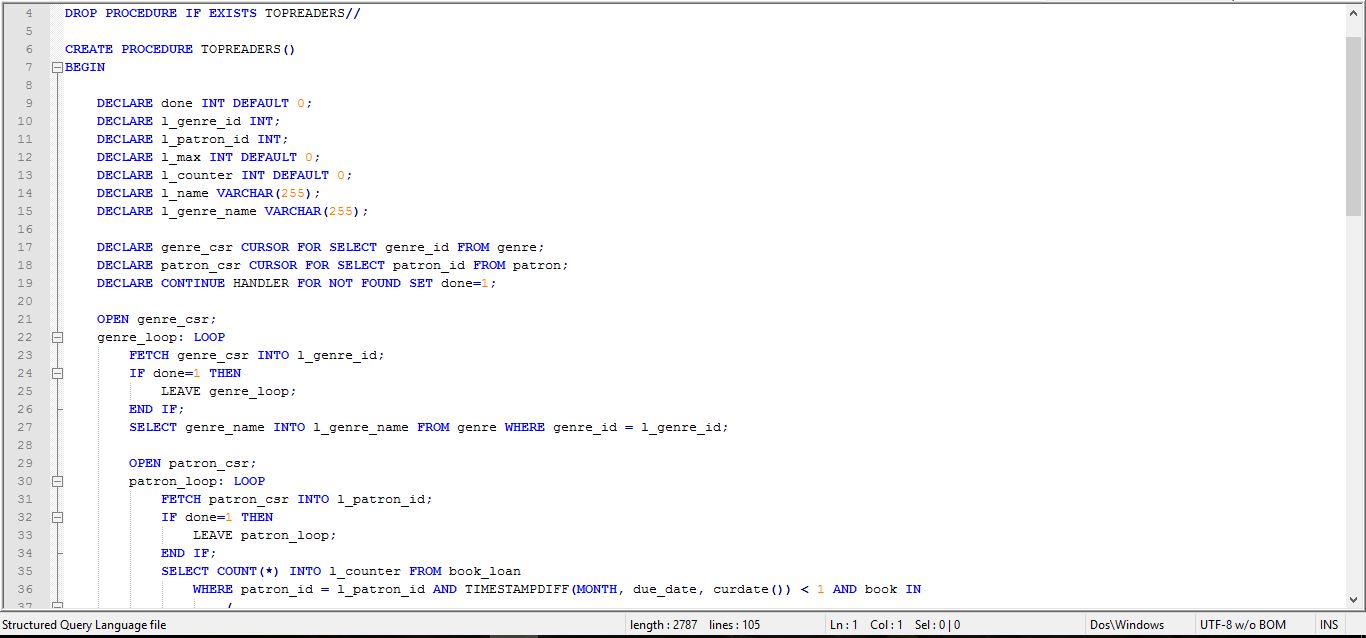 4 DROP PROCEDURE IF EXISTS TOPREADERS//
5
6 CREATE PROCEDURE TOPREADERS()
7 BEGIN
8
9 DECLARE done INT DEFAULT 0;
10 DECLARE l_genre_id INT;
11 DECLARE l_patron_id INT;
12 DECLARE l_max INT DEFAULT 0;
13 DECLARE l_counter INT DEFAULT 0;
14 DECLARE l_name VARCHAR(255);
15 DECLARE l_genre_name VARCHAR(255);
16
17 DECLARE genre_csr CURSOR FOR SELECT genre_id FROM genre;
18 DECLARE patron_csr CURSOR FOR SELECT patron_id FROM patron;
19 DECLARE CONTINUE HANDLER FOR NOT FOUND SET done=1;
20
21 OPEN genre_csr;
22 genre_loop: LOOP
23 FETCH genre_csr INTO l_genre_id;
24 IF done=1 THEN
25 LEAVE genre_loop;
26 END IF;
27 SELECT genre_name INTO l_genre_name FROM genre WHERE genre_id = l_genre_id;
28
29 OPEN patron_csr;
30 patron_loop: LOOP
31 FETCH patron_csr INTO l_patron_id;
32 IF done=1 THEN
33 LEAVE patron_loop;
34 END IF;
35 SELECT COUNT(*) INTO l_counter FROM book_loan
36 WHERE patron_id = l_patron_id AND TIMESTAMPDIFF(MONTH, due_date, curdate()) < 1 AND book IN
37 (
Structured Query Language file length : 2787 lines : 105 Ln : 1 Col : 1 Sel : 0 | 0 Dos\Windows UTF-8 w/o BOM INS